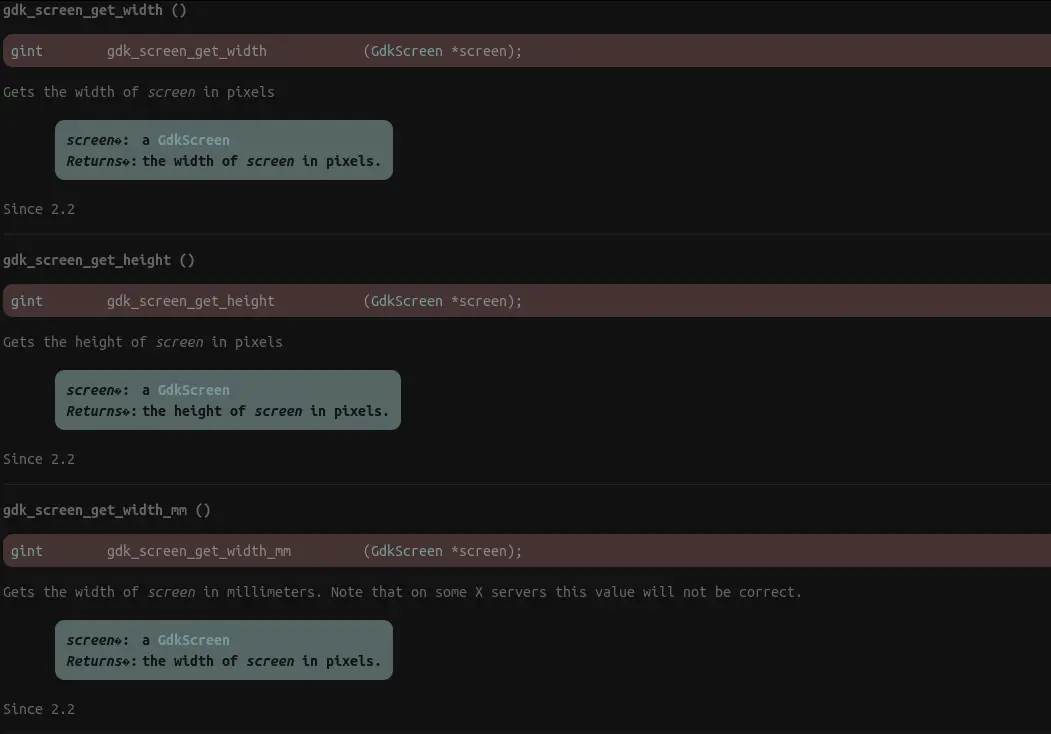 gdk_screen_get_width ()
gint gdk_screen_get_width (GdkScreen *screen);
Gets the width of screen in pixels
screen�: a GdkScreen
Returns�: the width of screen in pixels.
Since 2.2
gdk_screen_get_height ()
gint gdk_screen_get_height (GdkScreen *screen);
Gets the height of screen in pixels
screen�: a GdkScreen
Returns�: the height of screen in pixels.
Since 2.2
gdk_screen_get_width_mm ()
gint gdk_screen_get_width_mm (GdkScreen *screen);
Gets the width of screen in millimeters. Note that on some X servers this value will not be correct.
screen�: a GdkScreen
Returns�: the width of screen in pixels.
Since 2.2